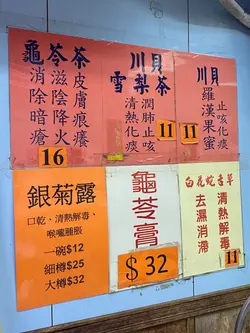 龜苓茶
消除暗瘡
滋陰降火
皮膚痕癢
16
川貝
雪梨茶
清熱化痰
潤肺止咳
11
川貝
羅漢果蜜
止咳化痰
11
銀菊露
口乾、清熱解毒、
喉嚨腫脹
一碗$12
細樽$25
大樽$32
龜苓膏
$32
白花蛇舌草
去濕消滯
清熱解毒
11